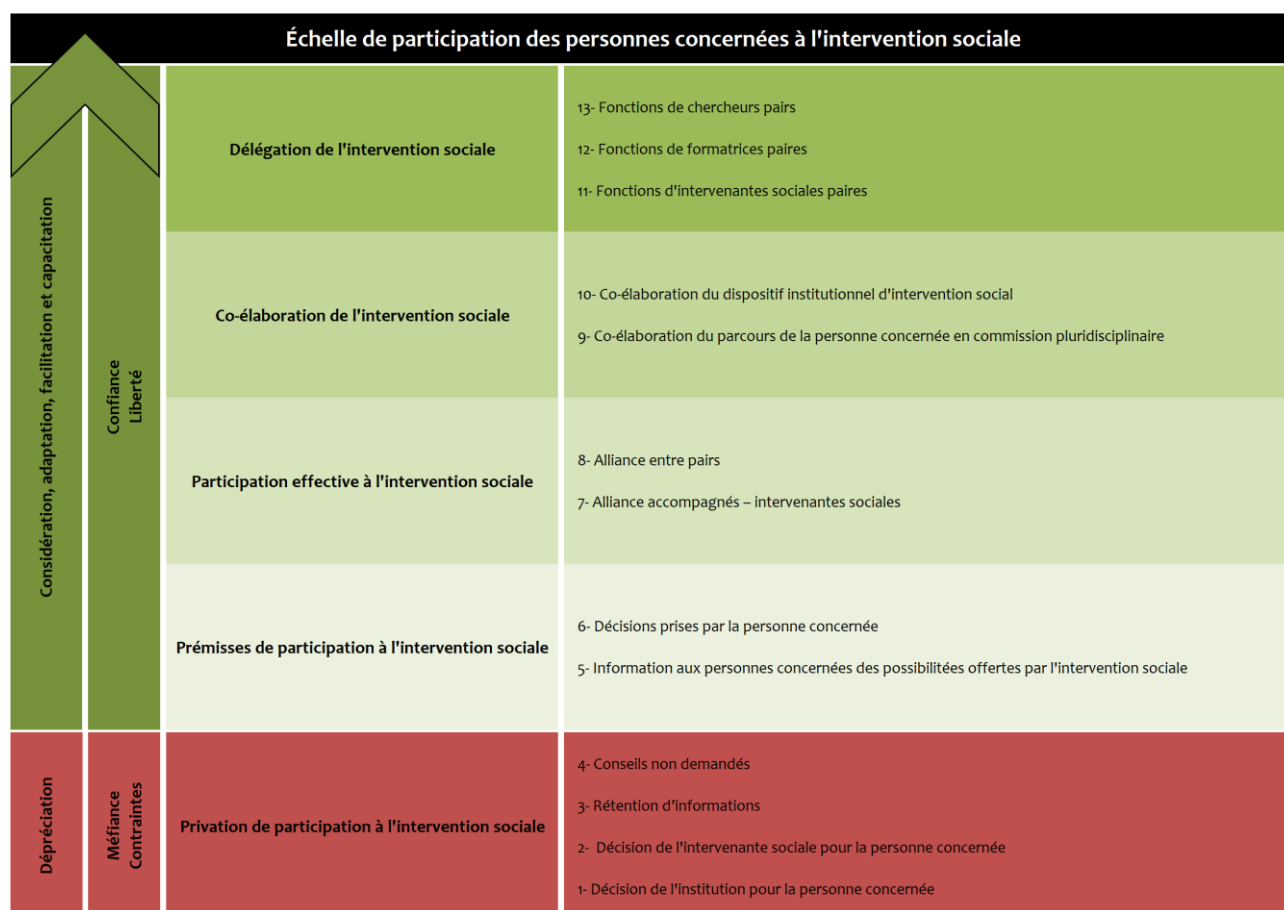 Échelle de participation des personnes concernées à l'intervention sociale
Considération, adaptation, facilitation et capacitation
Confiance
Liberté
Délégation de l'intervention sociale
13- Fonctions de chercheurs pairs
12- Fonctions de formatrices paires
11- Fonctions d'intervenantes sociales paires
Co-élaboration de l'intervention sociale
10- Co-élaboration du dispositif institutionnel d'intervention social
9- Co-élaboration du parcours de la personne concernée en commission pluridisciplinaire
Participation effective à l'intervention sociale
8- Alliance entre pairs
7- Alliance accompagnés – intervenantes sociales
Prémisses de participation à l'intervention sociale
6- Décisions prises par la personne concernée
5- Information aux personnes concernées des possibilitées offertes par l'intervention sociale
Dépréciation
Méfiance
Contraintes
Privation de participation à l'intervention sociale
4- Conseils non demandés
3- Rétention d’informations
2- Décision de l'intervenante sociale pour la personne concernée
1- Décision de l'institution pour la personne concernée